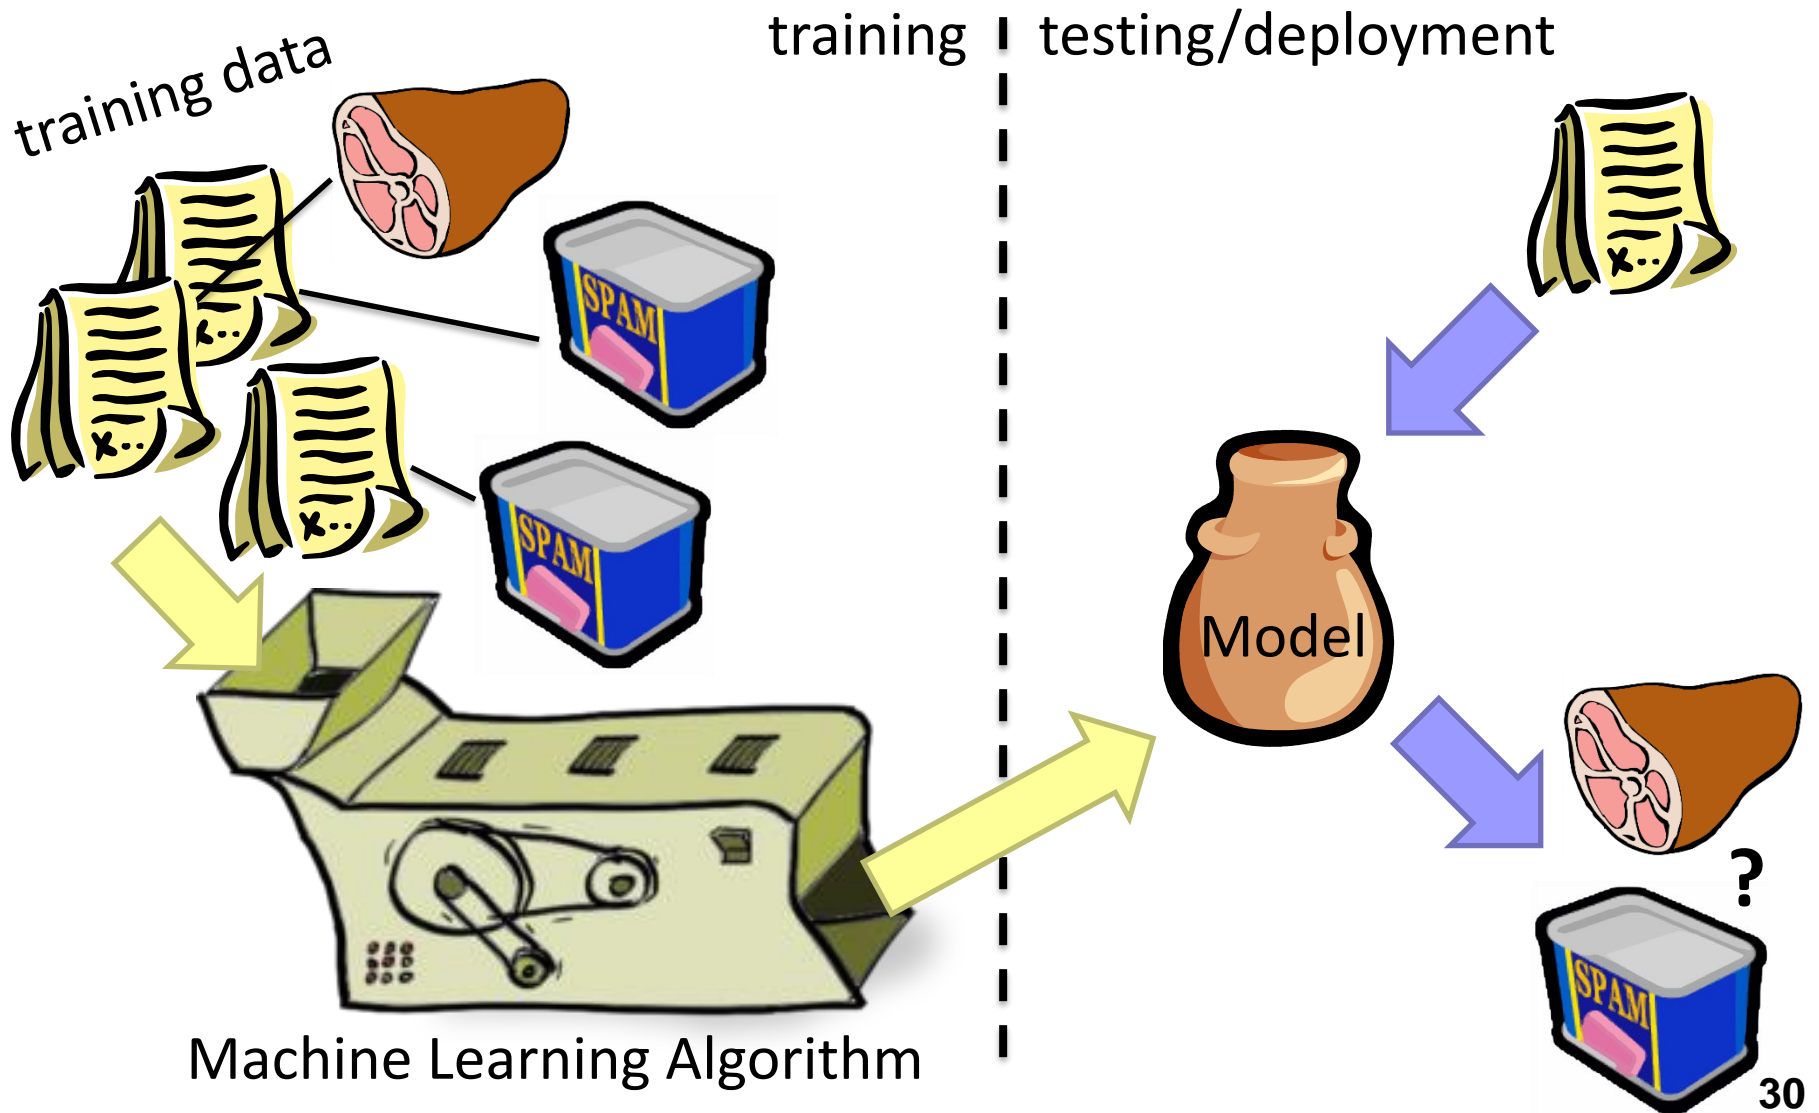 training
testing/deployment
training data
SPAM
SPAM
Model
?
SPAM
Machine Learning Algorithm
30